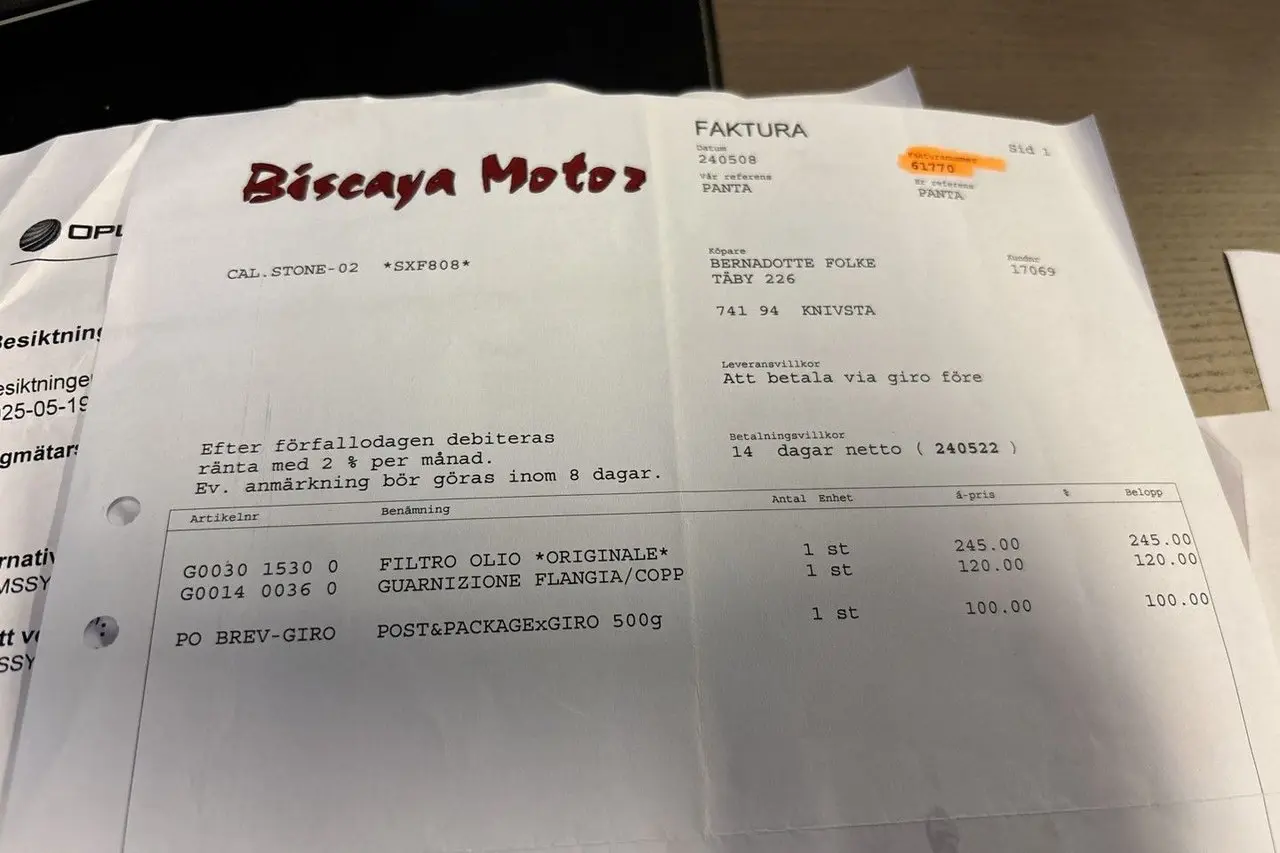 Biscaya Motor
CAL.STONE-02 *SXF808*
FAKTURA
Sid 1
Datum
240508
Fakturanummer
61770
Vår referens
PANTA
Er referens
PANTA
Köpare
BERNADOTTE FOLKE
TÄBY 226
741 94 KNIVSTA
Kundnr
17069
Leveransvillkor
Att betala via giro före
Betalningsvillkor
14 dagar netto ( 240522 )
Efter förfallodagen debiteras
ränta med 2 % per månad.
Ev. anmärkning bör göras inom 8 dagar.
Artikelnr Benämning Antal Enhet á-pris % Belopp
G0030 1530 0 FILTRO OLIO *ORIGINALE* 1 st 245.00 245.00
G0014 0036 0 GUARNIZIONE FLANGIA/COPP 1 st 120.00 120.00
PO BREV-GIRO POST&PACKAGExGIRO 500g 1 st 100.00 100.00
OPU
Besiktning
esiktninge
25-05-19
gmätars
rnativ
MSSY
tt v
SSY